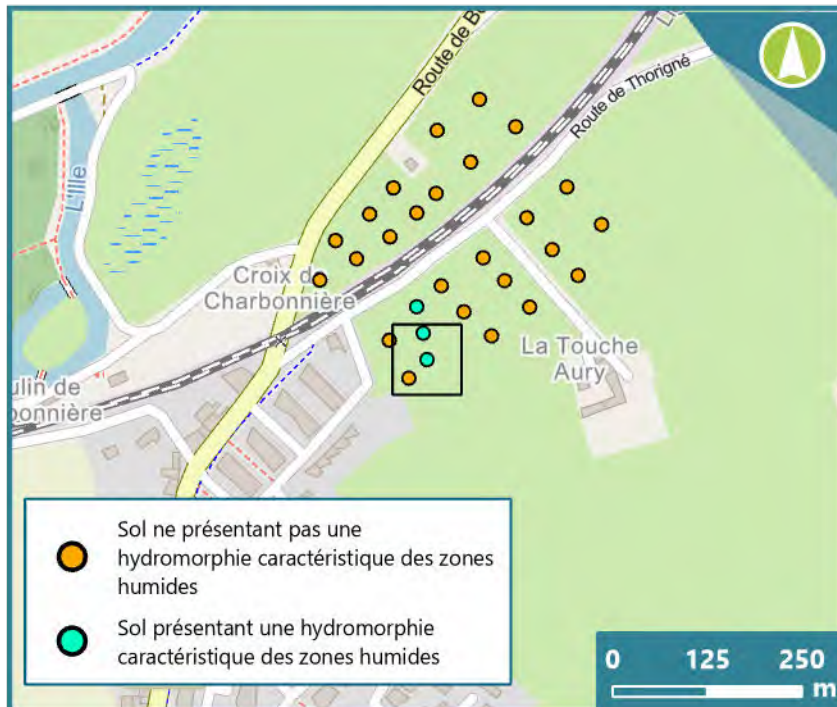 Route de Bo
Route de Thorigné
L'Ille
Croix d
Charbonnière
La Touche
Aury
ulin de
bonnière
Sol ne présentant pas une
hydromorphie caractéristique des zones
humides
Sol présentant une hydromorphie
caractéristique des zones humides
0 125 250
m